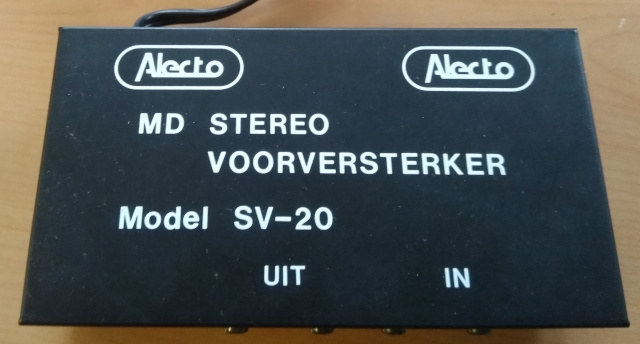 Alecto Alecto
MD STEREO
VOORVERSTERKER
Model SV-20
UIT IN